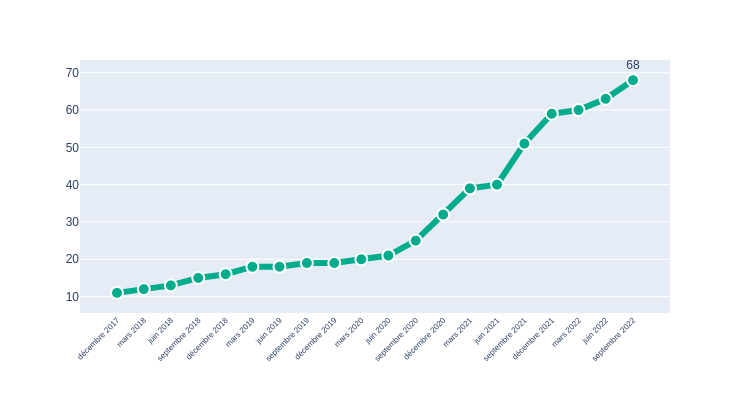 68
70
60
50
40
30
20
10
décembre 2017
mars 2018
juin 2018
septembre 2018
décembre 2018
mars 2019
juin 2019
septembre 2019
décembre 2019
mars 2020
juin 2020
septembre 2020
décembre 2020
mars 2021
juin 2021
septembre 2021
décembre 2021
mars 2022
juin 2022
septembre 2022